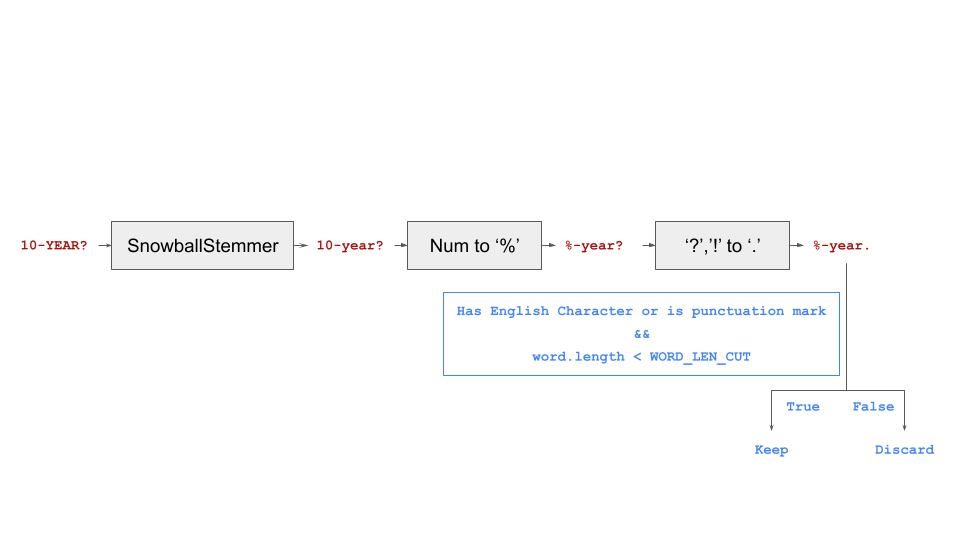 10-YEAR? SnowballStemmer 10-year? Num to ‘%’ %-year? ‘?’,’!’ to ‘.’ %-year.
Has English Character or is punctuation mark
&&
word.length < WORD_LEN_CUT
True False
Keep Discard